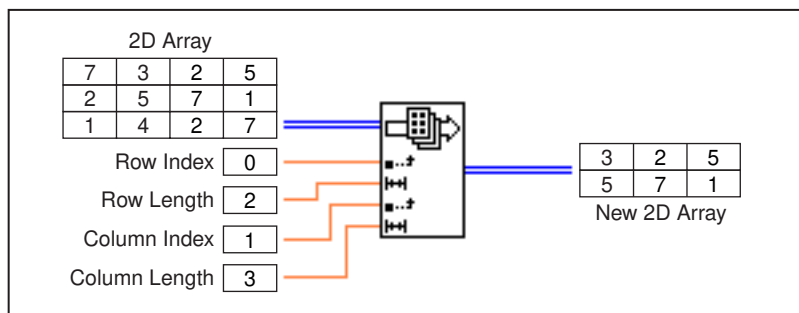 2D Array
7 3 2 5
2 5 7 1
1 4 2 7
Row Index 0
Row Length 2
Column Index 1
Column Length 3
3 2 5
5 7 1
New 2D Array